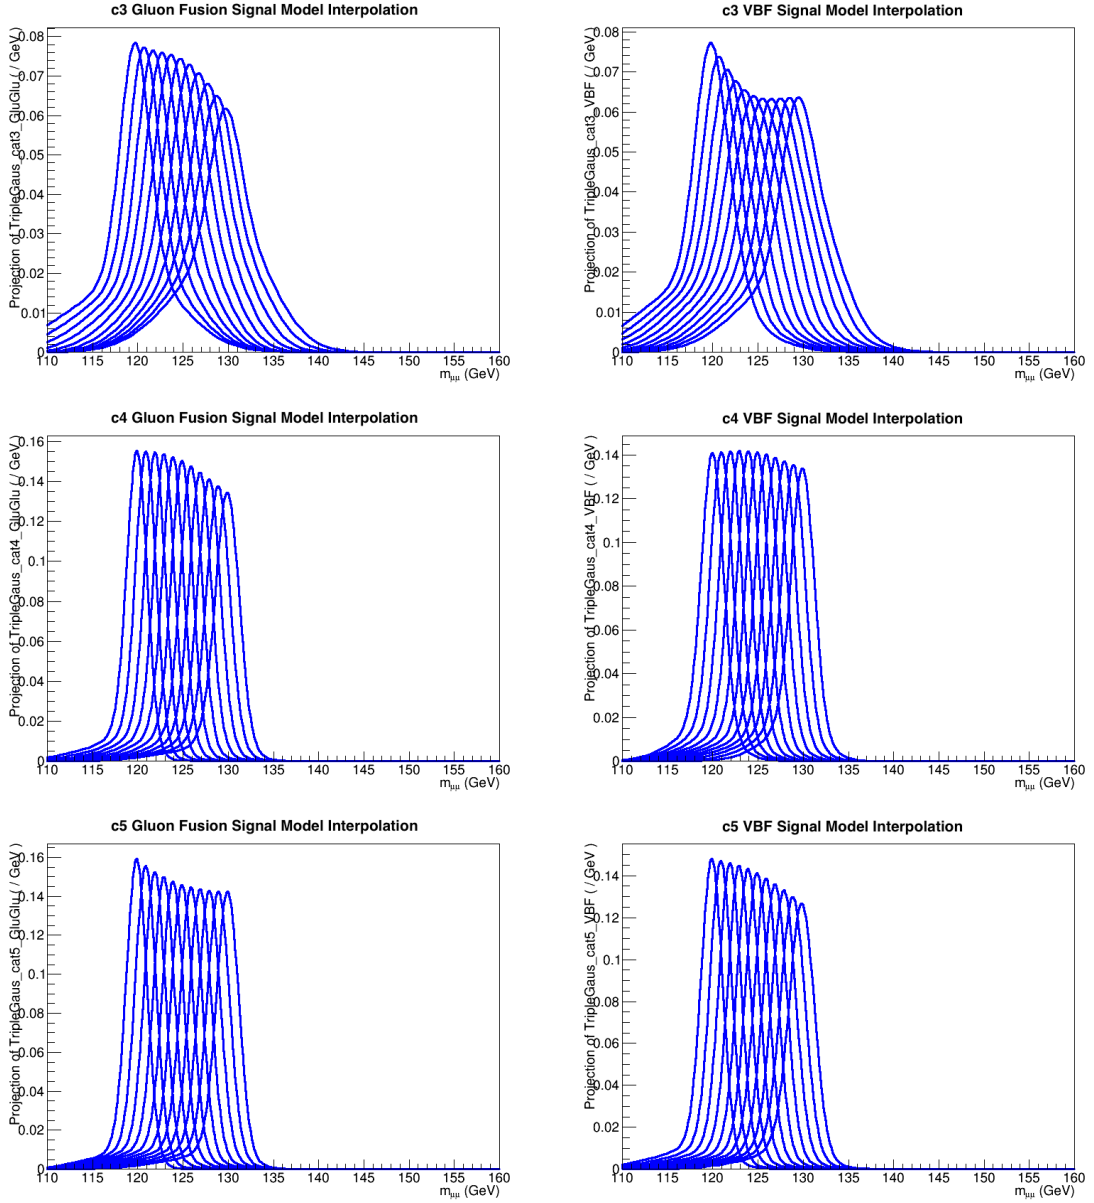 c3 Gluon Fusion Signal Model Interpolation
Projection of TripleGaus_cat3_GluGlu ( / GeV )
0.08
0.07
0.06
0.05
0.04
0.03
0.02
0.01
0
110 115 120 125 130 135 140 145 150 155 160
mμμ (GeV)
c3 VBF Signal Model Interpolation
Projection of TripleGaus_cat3_VBF ( / GeV )
0.08
0.07
0.06
0.05
0.04
0.03
0.02
0.01
0
110 115 120 125 130 135 140 145 150 155 160
mμμ (GeV)
c4 Gluon Fusion Signal Model Interpolation
Projection of TripleGaus_cat4_GluGlu ( / GeV )
0.16
0.14
0.12
0.1
0.08
0.06
0.04
0.02
0
110 115 120 125 130 135 140 145 150 155 160
mμμ (GeV)
c4 VBF Signal Model Interpolation
Projection of TripleGaus_cat4_VBF ( / GeV )
0.14
0.12
0.1
0.08
0.06
0.04
0.02
0
110 115 120 125 130 135 140 145 150 155 160
mμμ (GeV)
c5 Gluon Fusion Signal Model Interpolation
Projection of TripleGaus_cat5_GluGlu ( / GeV )
0.16
0.14
0.12
0.1
0.08
0.06
0.04
0.02
0
110 115 120 125 130 135 140 145 150 155 160
mμμ (GeV)
c5 VBF Signal Model Interpolation
Projection of TripleGaus_cat5_VBF ( / GeV )
0.14
0.12
0.1
0.08
0.06
0.04
0.02
0
110 115 120 125 130 135 140 145 150 155 160
mμμ (GeV)